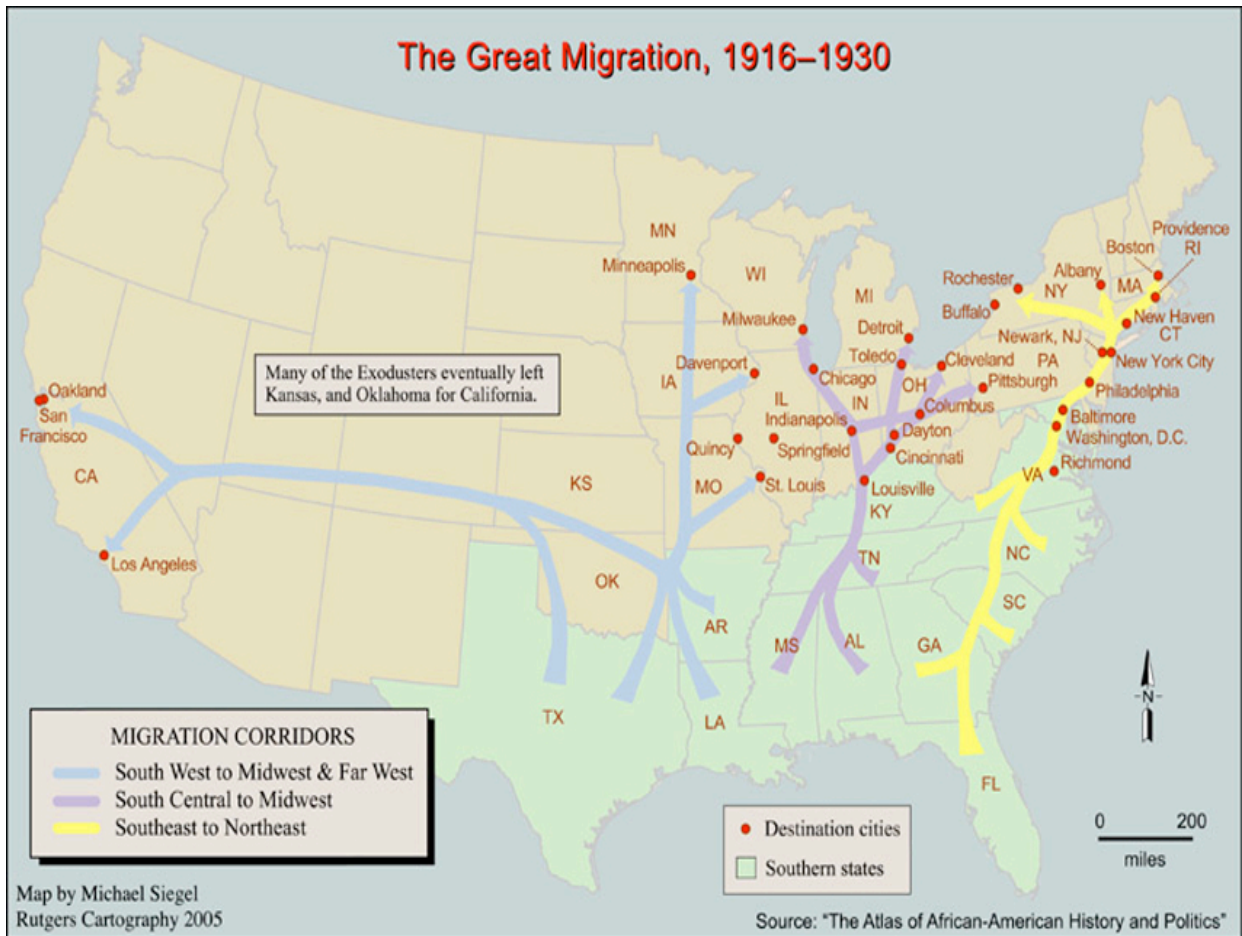 The Great Migration, 1916–1930
MN
Minneapolis
WI
MI
Milwaukee
Detroit
Toledo
Cleveland
Rochester
Buffalo
Albany
NY
Boston
Providence
RI
MA
New Haven
CT
Newark, NJ
New York City
PA
Pittsburgh
Philadelphia
Baltimore
Washington, D.C.
Richmond
VA
Many of the Exodusters eventually left
Kansas, and Oklahoma for California.
Davenport
IA
Chicago
IL
IN
OH
Indianapolis
Columbus
Dayton
Cincinnati
Quincy
Springfield
MO
St. Louis
Louisville
KY
Oakland
San
Francisco
CA
Los Angeles
KS
OK
TN
NC
SC
AR
MS
AL
GA
TX
LA
FL
N
MIGRATION CORRIDORS
South West to Midwest & Far West
South Central to Midwest
Southeast to Northeast
Destination cities
Southern states
0 200
miles
Map by Michael Siegel
Rutgers Cartography 2005
Source: “The Atlas of African-American History and Politics”